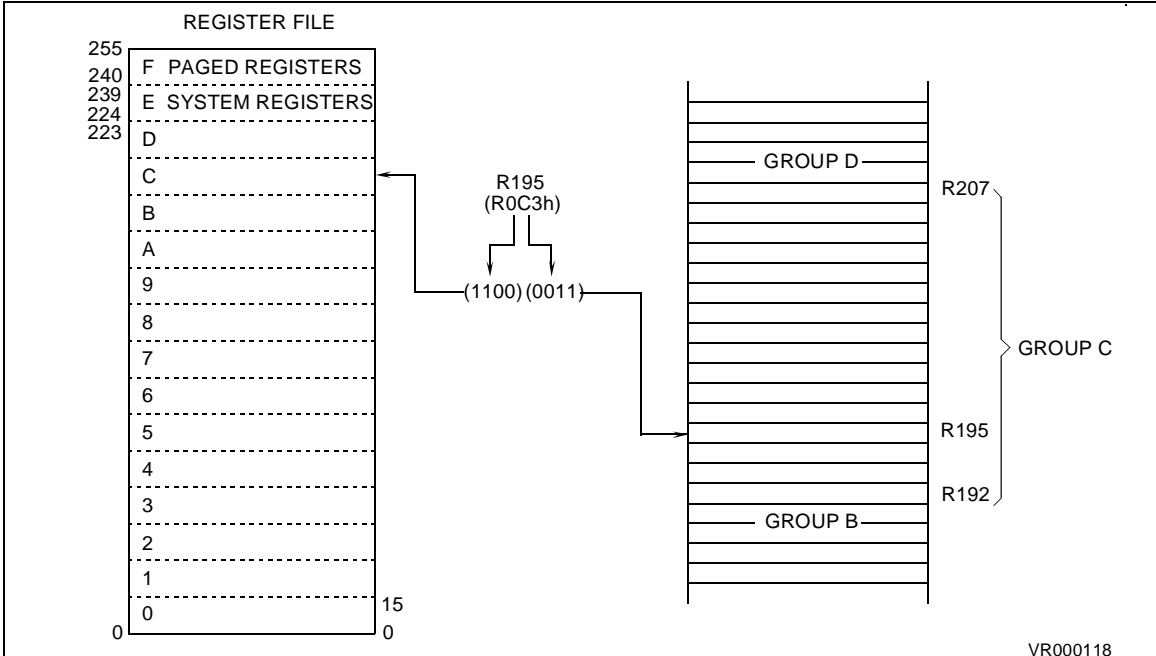 REGISTER FILE
255
240
239
224
223
F PAGED REGISTERS
E SYSTEM REGISTERS
D
C
B
A
9
8
7
6
5
4
3
2
1
0
15
0
0
R195
(R0C3h)
(1100) (0011)
GROUP D
R207
GROUP C
R195
R192
GROUP B
VR000118